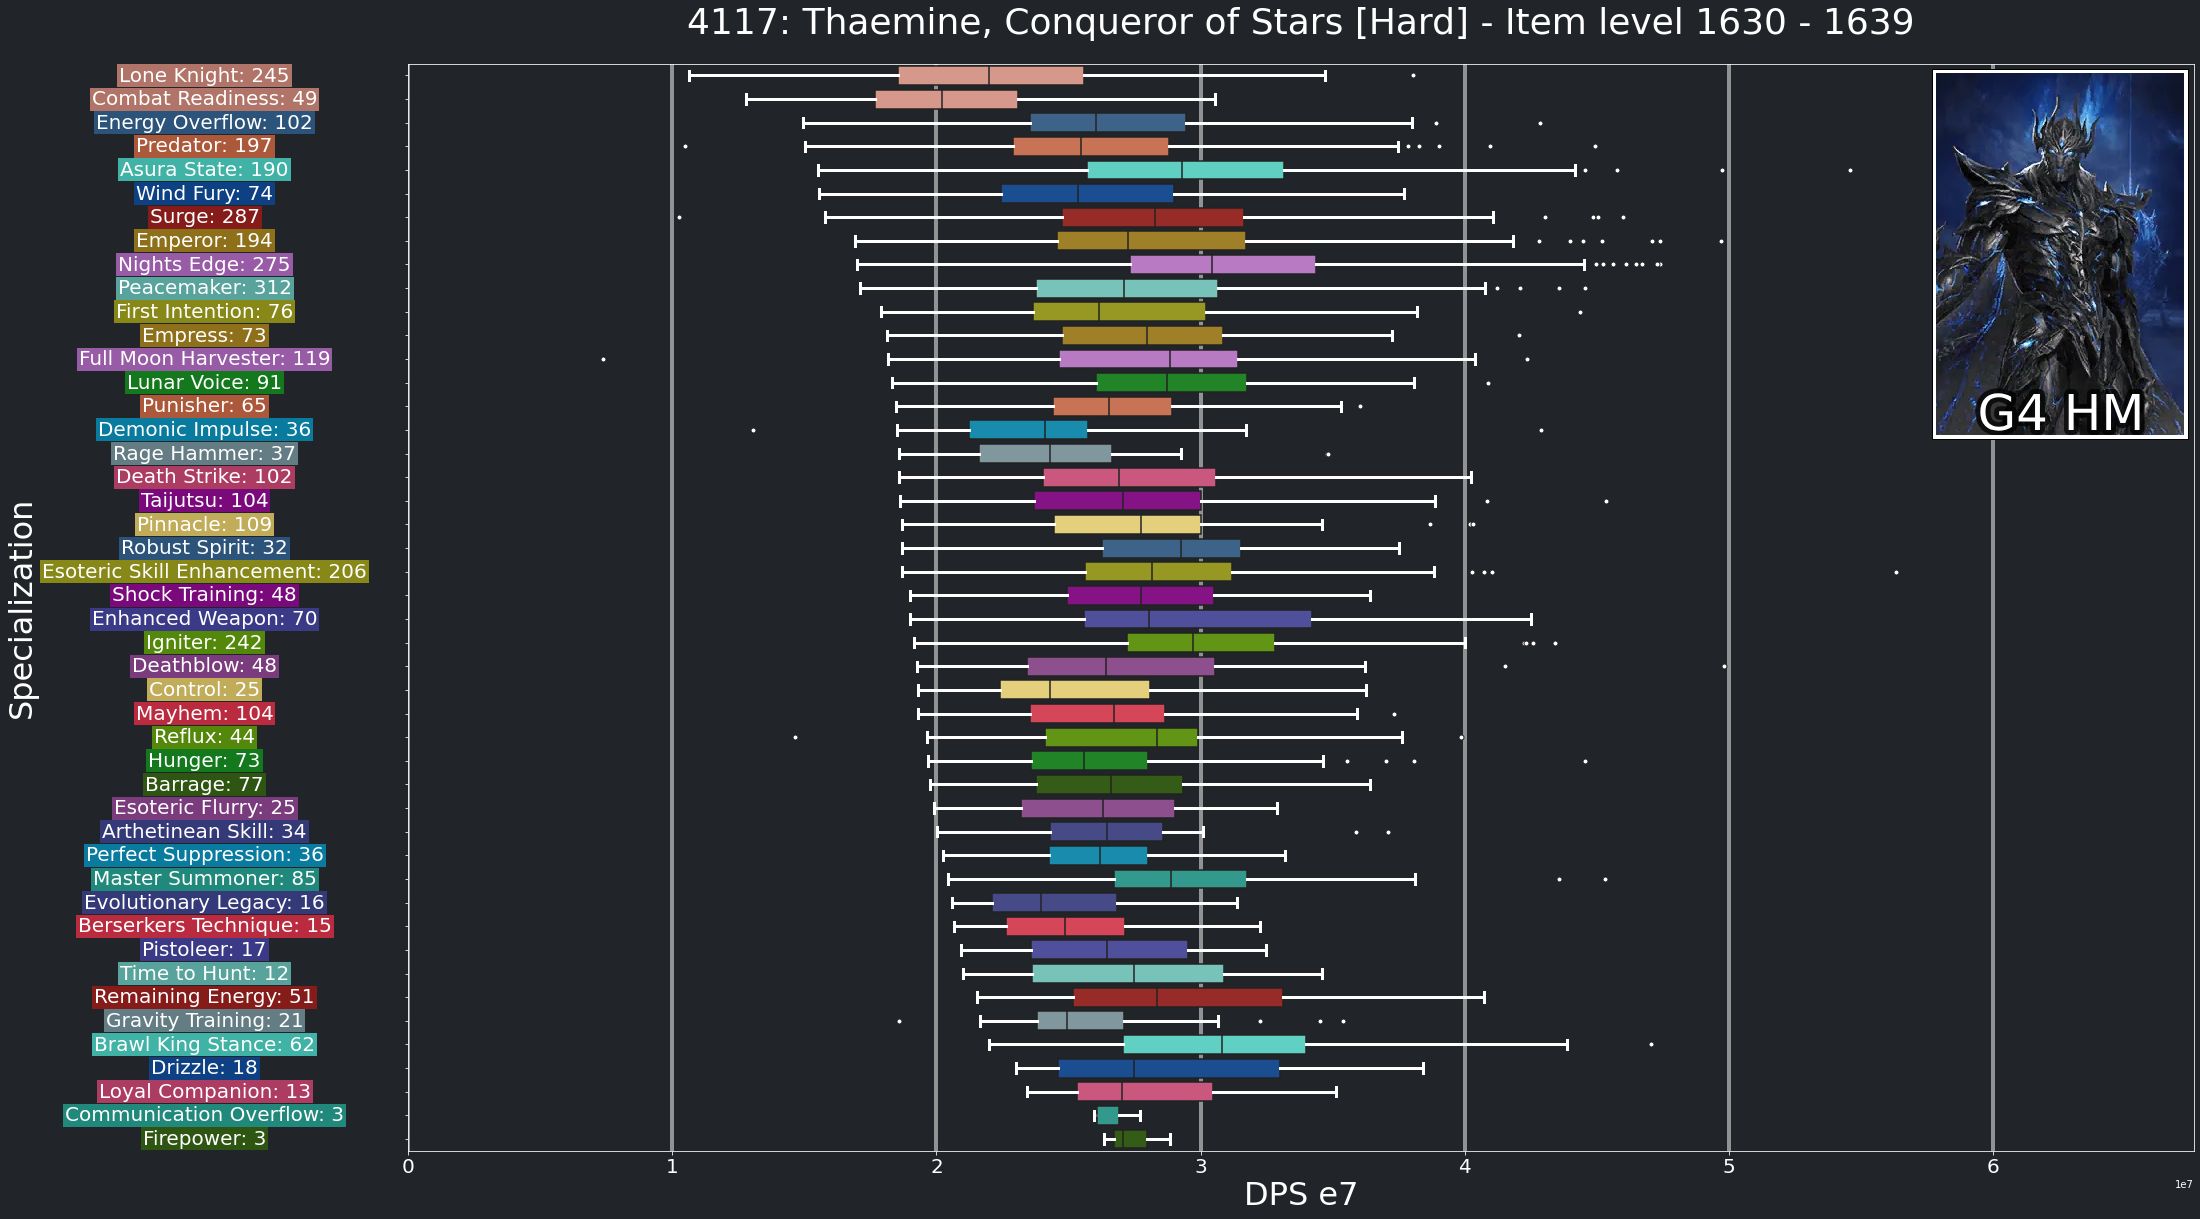 4117: Thaemine, Conqueror of Stars [Hard] - Item level 1630 - 1639
Lone Knight: 245
Combat Readiness: 49
Energy Overflow: 102
Predator: 197
Asura State: 190
Wind Fury: 74
Surge: 287
Emperor: 194
Nights Edge: 275
Peacemaker: 312
First Intention: 76
Empress: 73
Full Moon Harvester: 119
Lunar Voice: 91
Punisher: 65
Demonic Impulse: 36
Rage Hammer: 37
Death Strike: 102
Taijutsu: 104
Pinnacle: 109
Robust Spirit: 32
Esoteric Skill Enhancement: 206
Shock Training: 48
Enhanced Weapon: 70
Igniter: 242
Deathblow: 48
Control: 25
Mayhem: 104
Reflux: 44
Hunger: 73
Barrage: 77
Esoteric Flurry: 25
Arthetinean Skill: 34
Perfect Suppression: 36
Master Summoner: 85
Evolutionary Legacy: 16
Berserkers Technique: 15
Pistoleer: 17
Time to Hunt: 12
Remaining Energy: 51
Gravity Training: 21
Brawl King Stance: 62
Drizzle: 18
Loyal Companion: 13
Communication Overflow: 3
Firepower: 3
Specialization
G4 HM
0 1 2 3 4 5 6
DPS e7
1e7